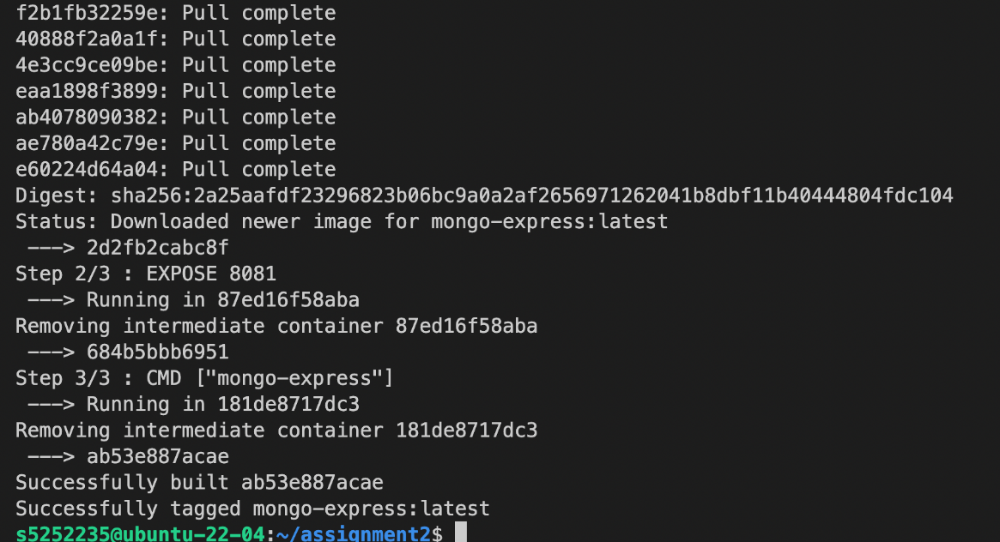 f2b1fb32259e: Pull complete
40888f2a0a1f: Pull complete
4e3cc9ce09be: Pull complete
eaa1898f3899: Pull complete
ab4078090382: Pull complete
ae780a42c79e: Pull complete
e60224d64a04: Pull complete
Digest: sha256:2a25aafdf23296823b06bc9a0a2af2656971262041b8dbf11b40444804fdc104
Status: Downloaded newer image for mongo-express:latest
 ---> 2d2fb2cabc8f
Step 2/3 : EXPOSE 8081
 ---> Running in 87ed16f58aba
Removing intermediate container 87ed16f58aba
 ---> 684b5bbb6951
Step 3/3 : CMD ["mongo-express"]
 ---> Running in 181de8717dc3
Removing intermediate container 181de8717dc3
 ---> ab53e887acae
Successfully built ab53e887acae
Successfully tagged mongo-express:latest
s5252235@ubuntu-22-04:~/assignment2$